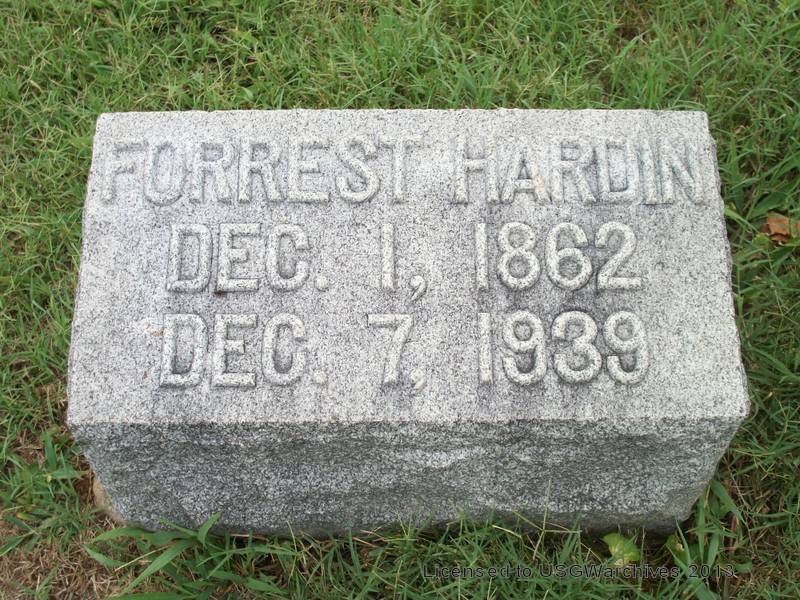 FORREST HARDIN
DEC. 1, 1862
DEC. 7, 1939
Licensed to USGWarchives 2013